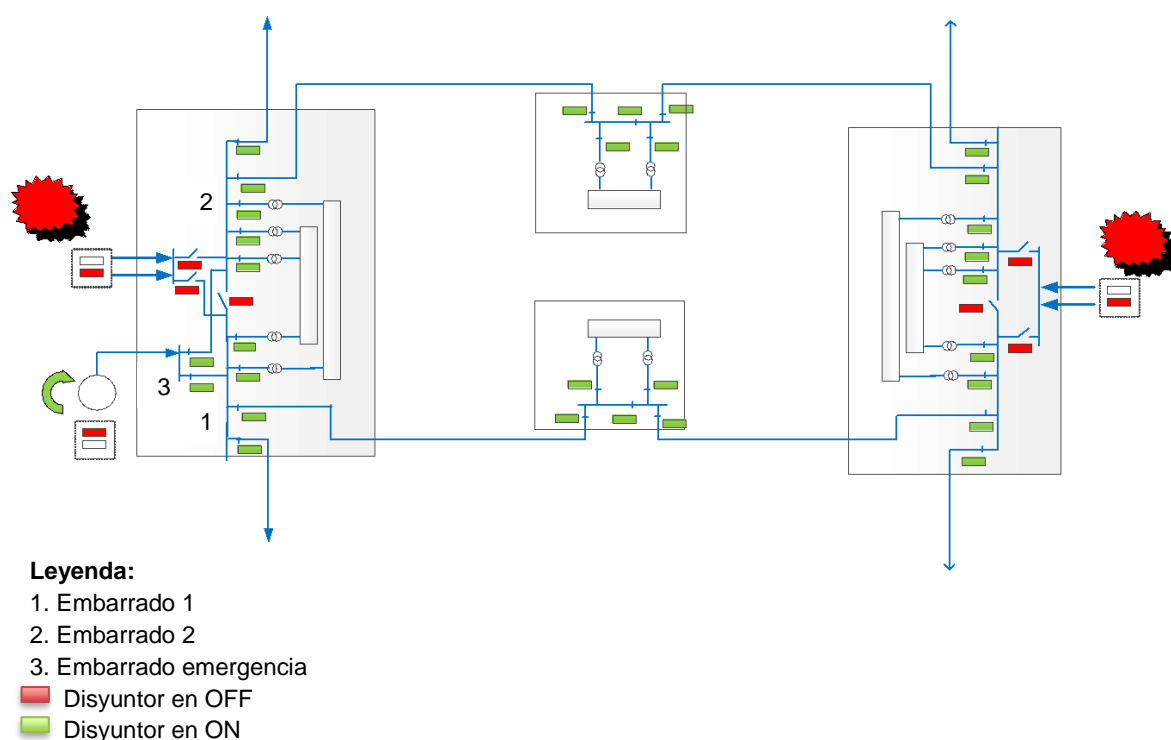 2
3
1
Leyenda:
1. Embarrado 1
2. Embarrado 2
3. Embarrado emergencia
Disyuntor en OFF
Disyuntor en ON